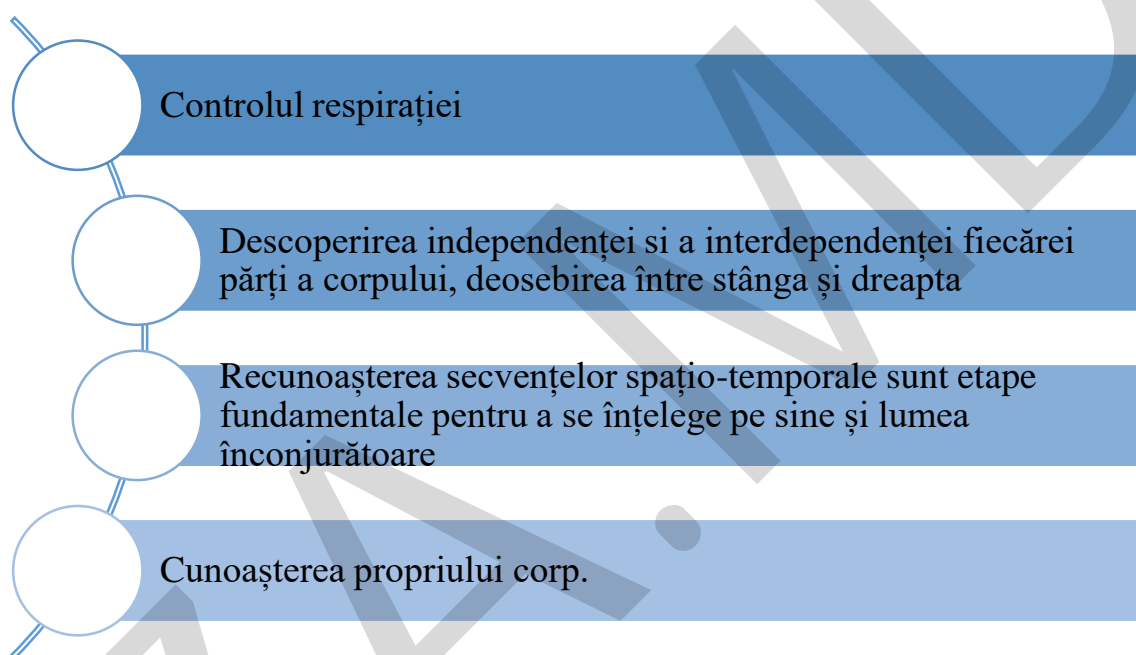 Controlul respirației
Descoperirea independenței si a interdependenței fiecărei
părți a corpului, deosebirea între stânga și dreapta
Recunoașterea secvențelor spațio-temporale sunt etape
fundamentale pentru a se înțelege pe sine și lumea
înconjurătoare
Cunoașterea propriului corp.